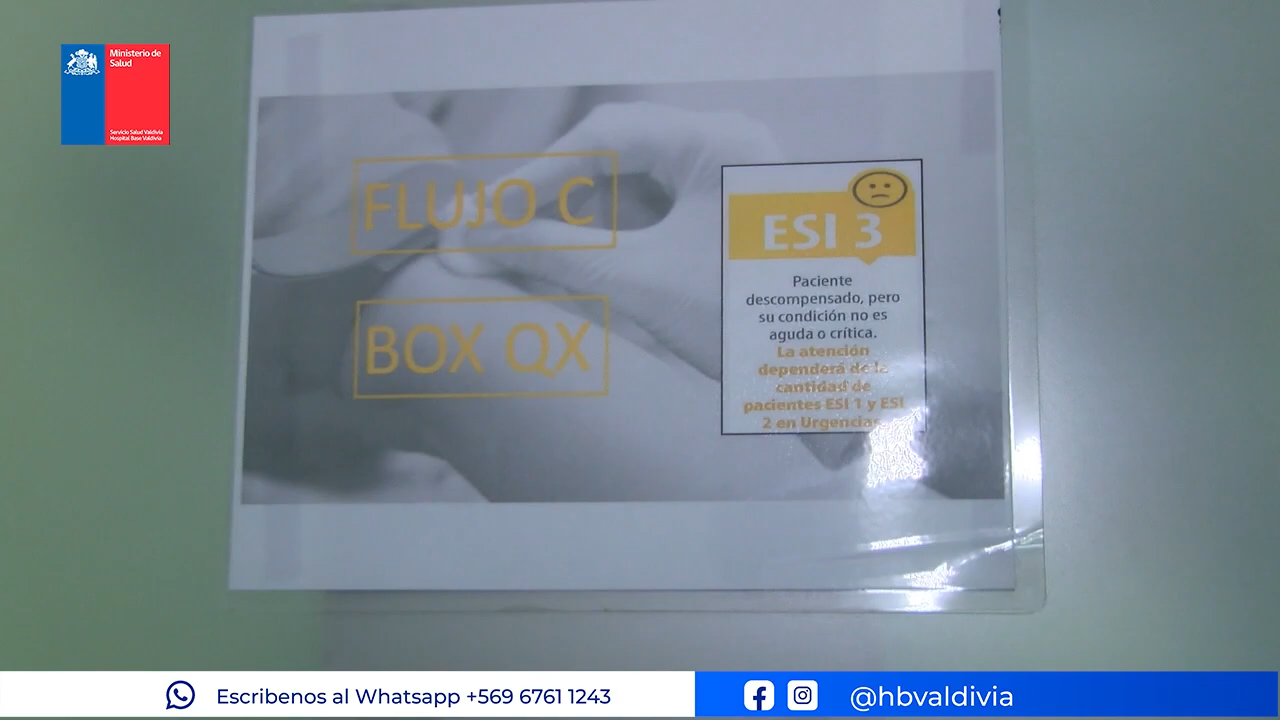 Ministerio de
Salud
Servicio Salud Valdivia
Hospital Base Valdivia
FLUJO C
BOX QX
ESI 3
Paciente
descompensado, pero
su condición no es
aguda o crítica.
La atención
dependerá de la
cantidad de
pacientes ESI 1 y ESI
2 en Urgencias
Escribenos al Whatsapp +569 6761 1243
@hbvaldivia